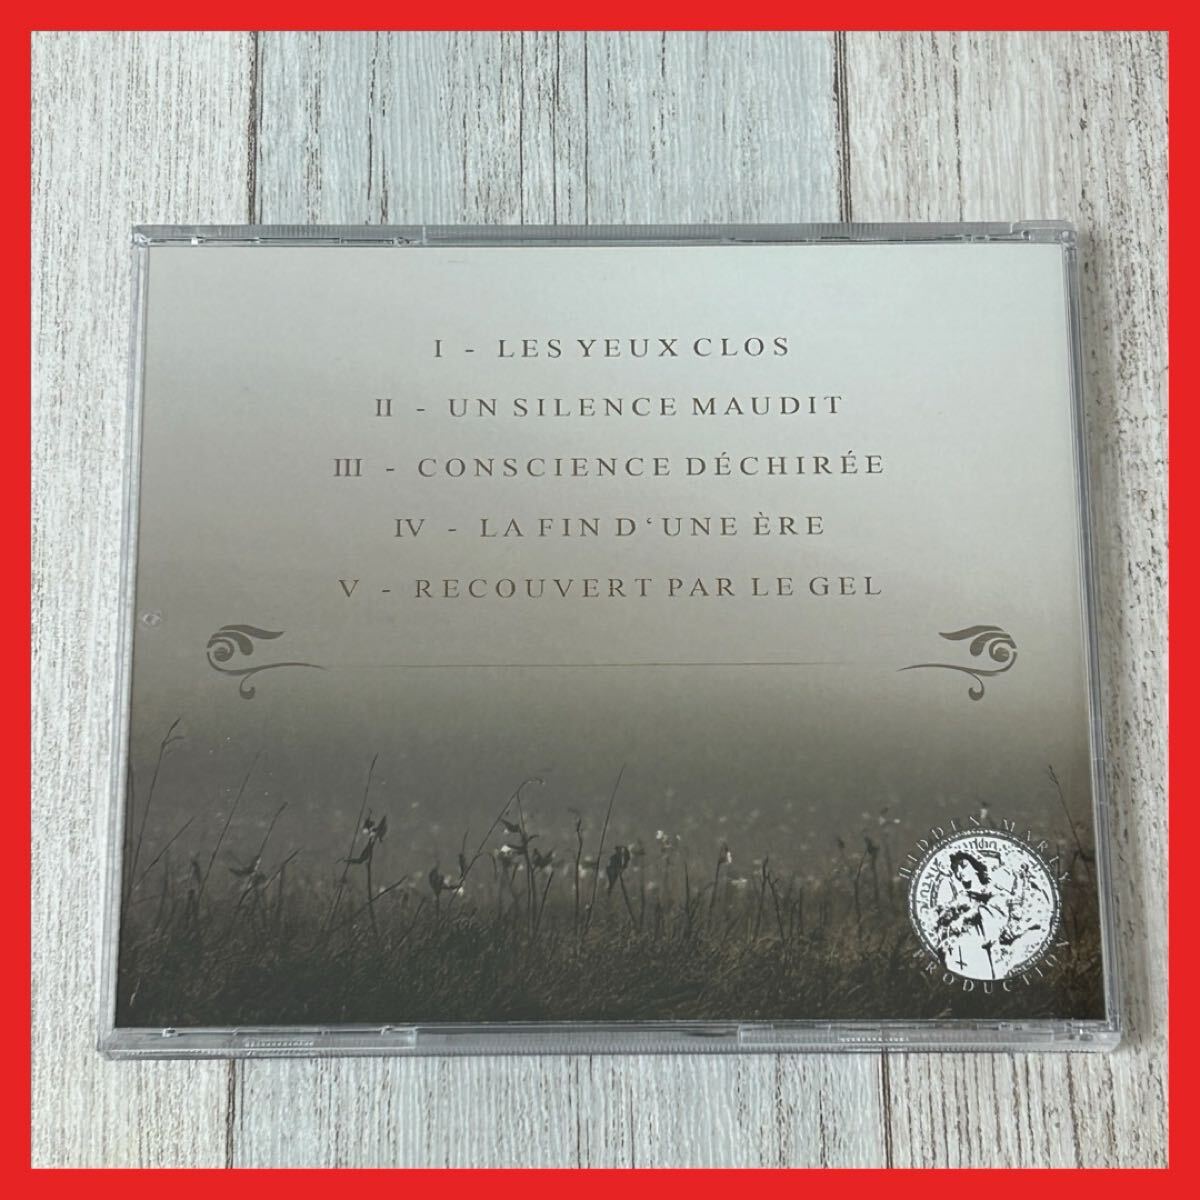 I - LES YEUX CLOS
II - UN SILENCE MAUDIT
III - CONSCIENCE DÉCHIRÉE
IV - LA FIN D‘UNE ÈRE
V - RECOUVERT PAR LE GEL
HIDDEN MARLY
PRODUCTION